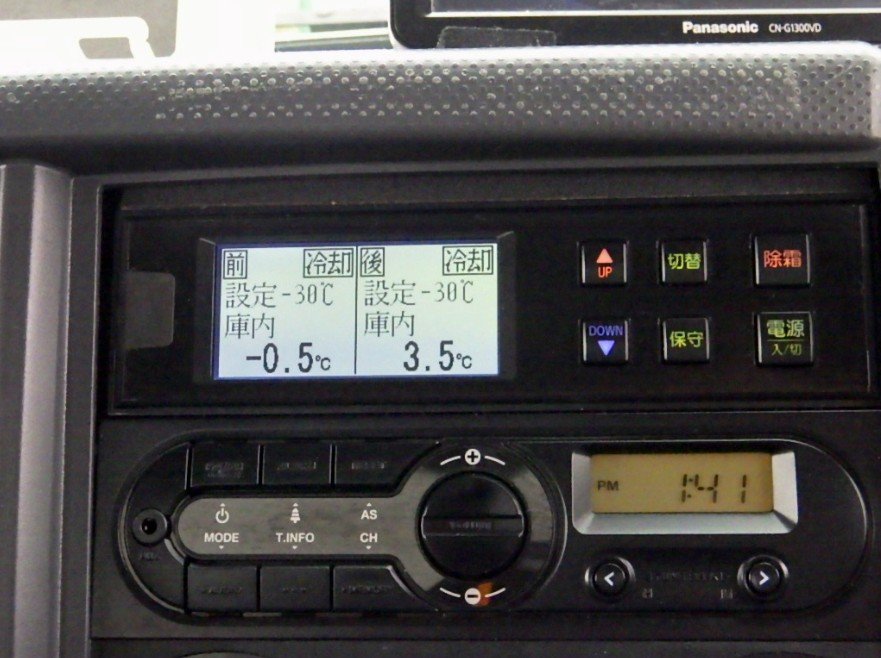 Panasonic CN-G1300VD
前 冷却 後 冷却
設定-30℃ 設定-30℃
庫内 庫内
-0.5℃ 3.5℃
UP
切替
除霜
DOWN
保守
電源
入/切
MODE T.INFO
AS
CH
PM 1:41